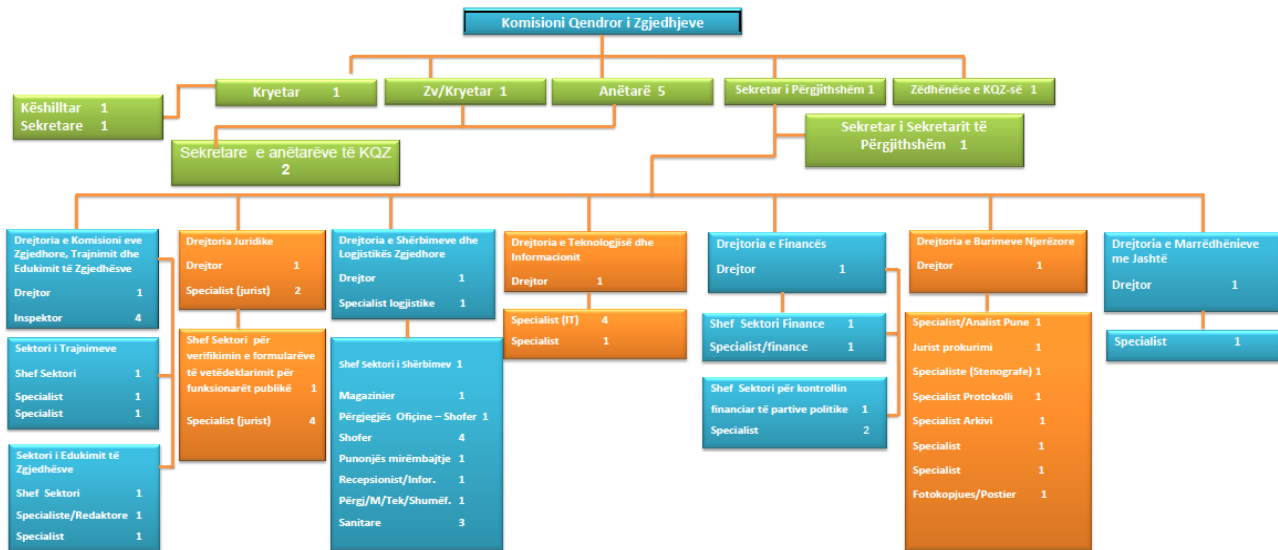 Komisioni Qendror i Zgjedhjeve
Kryetar 1
Zv/Kryetar 1
Anëtarë 5
Sekretar i Përgjithshëm 1
Zëdhënëse e KQZ-së 1
Këshilltar 1
Sekretare 1
Sekretare e anëtarëve të KQZ
2
Sekretar i Sekretarit të
Përgjithshëm 1
Drejtoria e Komisioni eve
Zgjedhore, Trajnimit dhe
Edukimit të Zgjedhësve
Drejtor 1
Inspektor 4
Sektori i Trajnimeve
Shef Sektori 1
Specialist 1
Specialist 1
Sektori i Edukimit të
Zgjedhësve
Shef Sektori 1
Specialiste/Redaktore 1
Specialist 1
Drejtoria Juridike
Drejtor 1
Specialist (jurist) 2
Shef Sektori për
verifikimin e formularëve
të vetëdeklarimit për
funksionarët publikë 1
Specialist (jurist) 4
Drejtoria e Shërbimeve dhe
Logjistikës Zgjedhore
Drejtor 1
Specialist logjistike 1
Shef Sektori i Shërbimev 1
Magazinier 1
Përgjegjës Ofiçine – Shofer 1
Shofer 4
Punonjës mirëmbajtje 1
Recepsionist/Infor. 1
Përgj/M/Tek/Shumëf. 1
Sanitare 3
Drejtoria e Teknologjisë dhe
Informacionit
Drejtor 1
Specialist (IT) 4
Specialist 1
Drejtoria e Financës
Drejtor 1
Shef Sektori Finance 1
Specialist/finance 1
Shef Sektori për kontrollin
financiar të partive politike 1
Specialist 2
Drejtoria e Burimeve Njerëzore
Drejtor 1
Specialist/Analist Pune 1
Jurist prokurimi 1
Specialiste (Stenografe) 1
Specialist Protokolli 1
Specialist Arkivi 1
Specialist 1
Specialist 1
Fotokopjues/Postier 1
Drejtoria e Marrëdhënieve
me Jashtë
Drejtor 1
Specialist 1